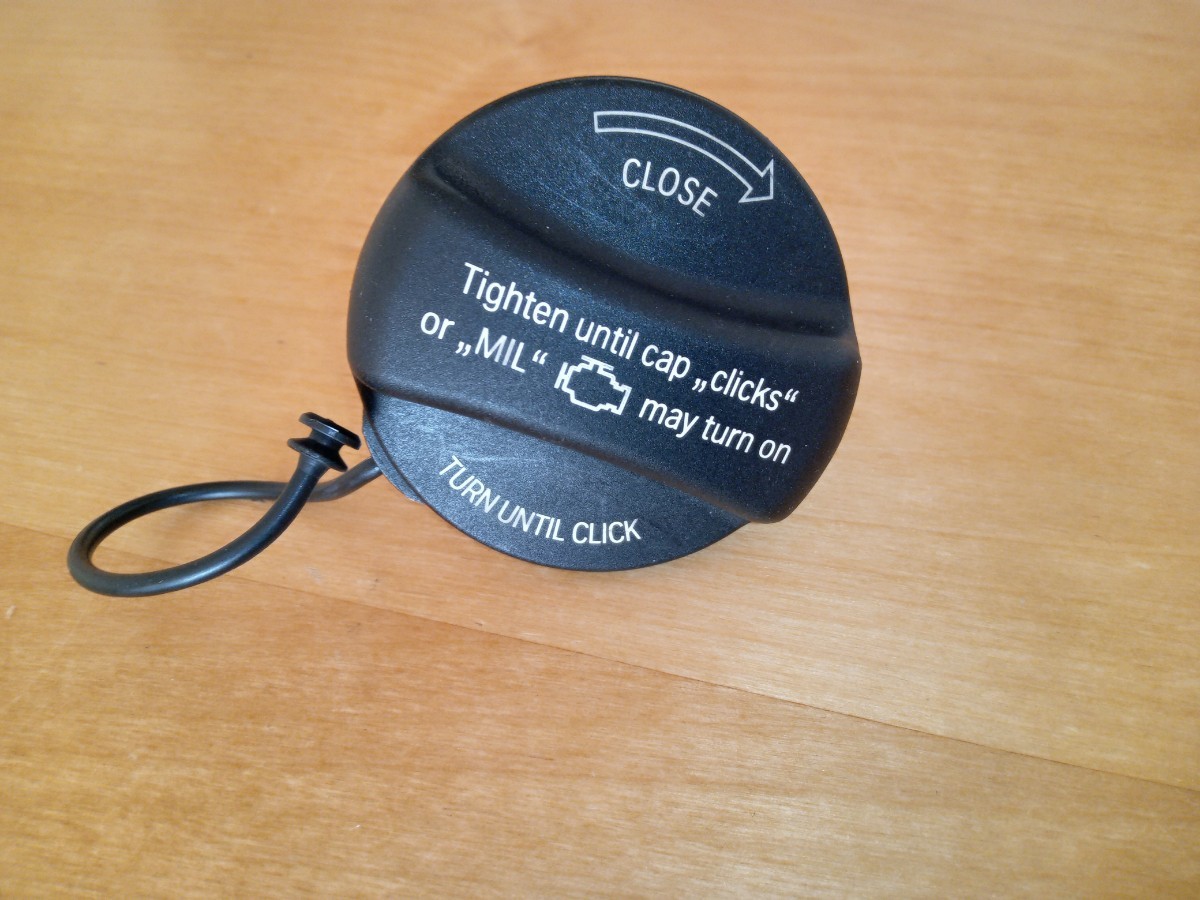 CLOSE
Tighten until cap „clicks“
or „MIL“ may turn on
TURN UNTIL CLICK